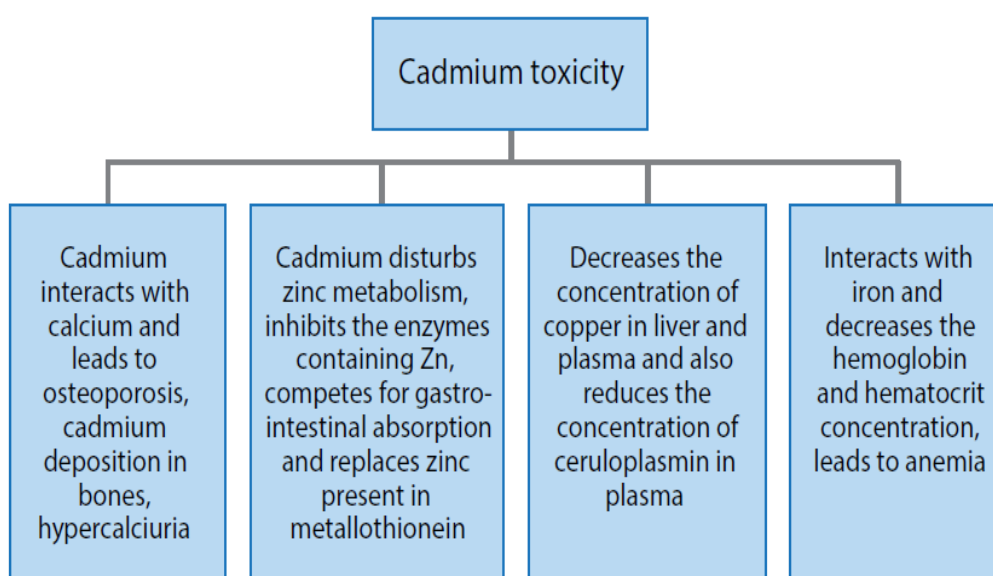 Cadmium toxicity
Cadmium
interacts with
calcium and
leads to
osteoporosis,
cadmium
deposition in
bones,
hypercalciuria
Cadmium disturbs
zinc metabolism,
inhibits the enzymes
containing Zn,
competes for gastro-
intestinal absorption
and replaces zinc
present in
metallothionein
Decreases the
concentration of
copper in liver and
plasma and also
reduces the
concentration of
ceruloplasmin in
plasma
Interacts with
iron and
decreases the
hemoglobin
and hematocrit
concentration,
leads to anemia